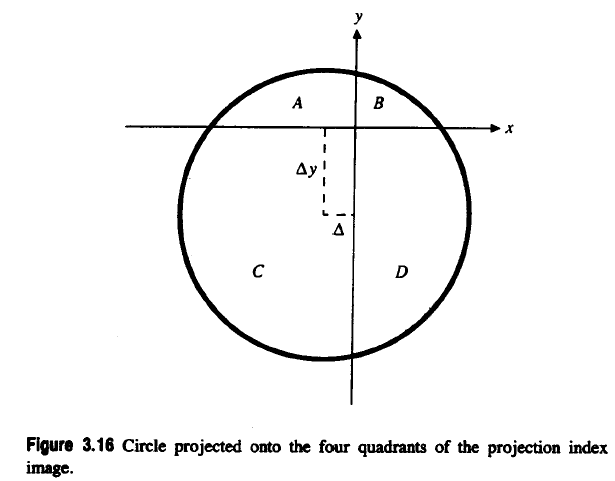 y
A B
x
Δy
Δ
C D
Figure 3.16 Circle projected onto the four quadrants of the projection index
image.